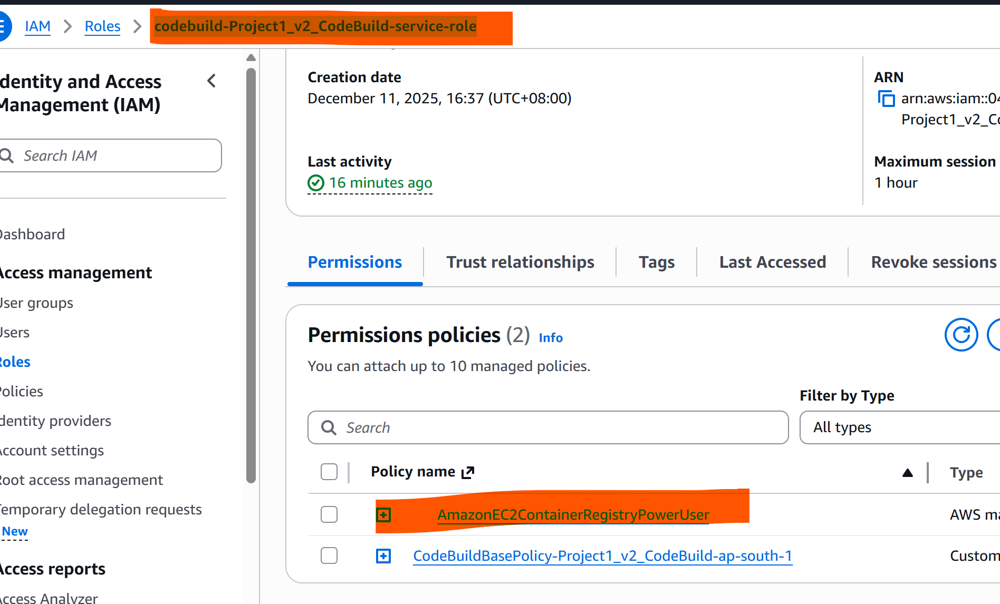 IAM > Roles > codebuild-Project1_v2_CodeBuild-service-role
dentity and Access
Management (IAM)
Search IAM
Dashboard
Access management
User groups
Users
Roles
Policies
dentity providers
Account settings
Root access management
Temporary delegation requests
New
Access reports
Access Analyzer
Creation date
December 11, 2025, 16:37 (UTC+08:00)
ARN
arn:aws:iam::04
Project1_v2_Co
Last activity
16 minutes ago
Maximum session
1 hour
Permissions
Trust relationships
Tags
Last Accessed
Revoke sessions
Permissions policies (2) Info
You can attach up to 10 managed policies.
Filter by Type
Search
All types
Policy name
Type
AmazonEC2ContainerRegistryPowerUser
AWS ma
CodeBuildBasePolicy-Project1_v2_CodeBuild-ap-south-1
Custom